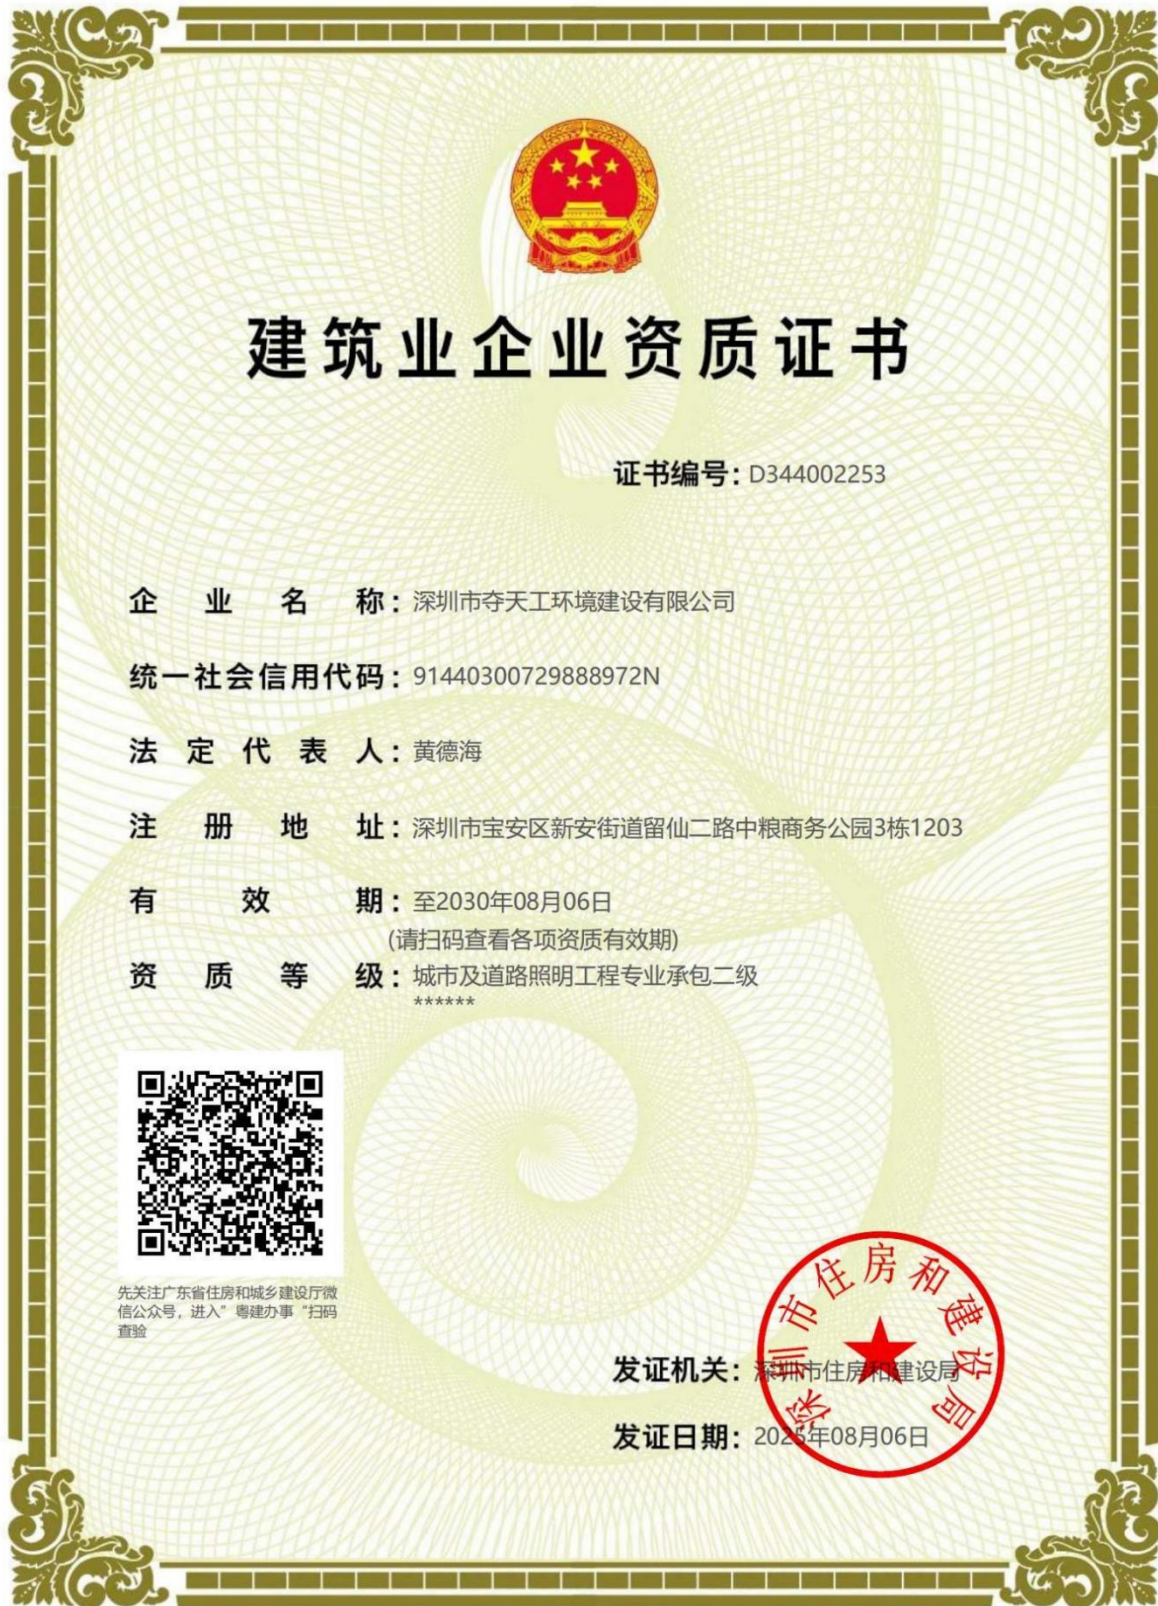 建筑业企业资质证书
证书编号：D344002253
企业名称：深圳市夺天工环境建设有限公司
统一社会信用代码：91440300729888972N
法定代表人：黄德海
注册地址：深圳市宝安区新安街道留仙二路中粮商务公园3栋1203
有效期：至2030年08月06日
(请扫码查看各项资质有效期)
资质等级：城市及道路照明工程专业承包二级
******
先关注广东省住房和城乡建设厅微
信公众号，进入”粤建办事“扫码
查验
深圳市住房和建设局
发证机关：深圳市住房和建设局
发证日期：2025年08月06日